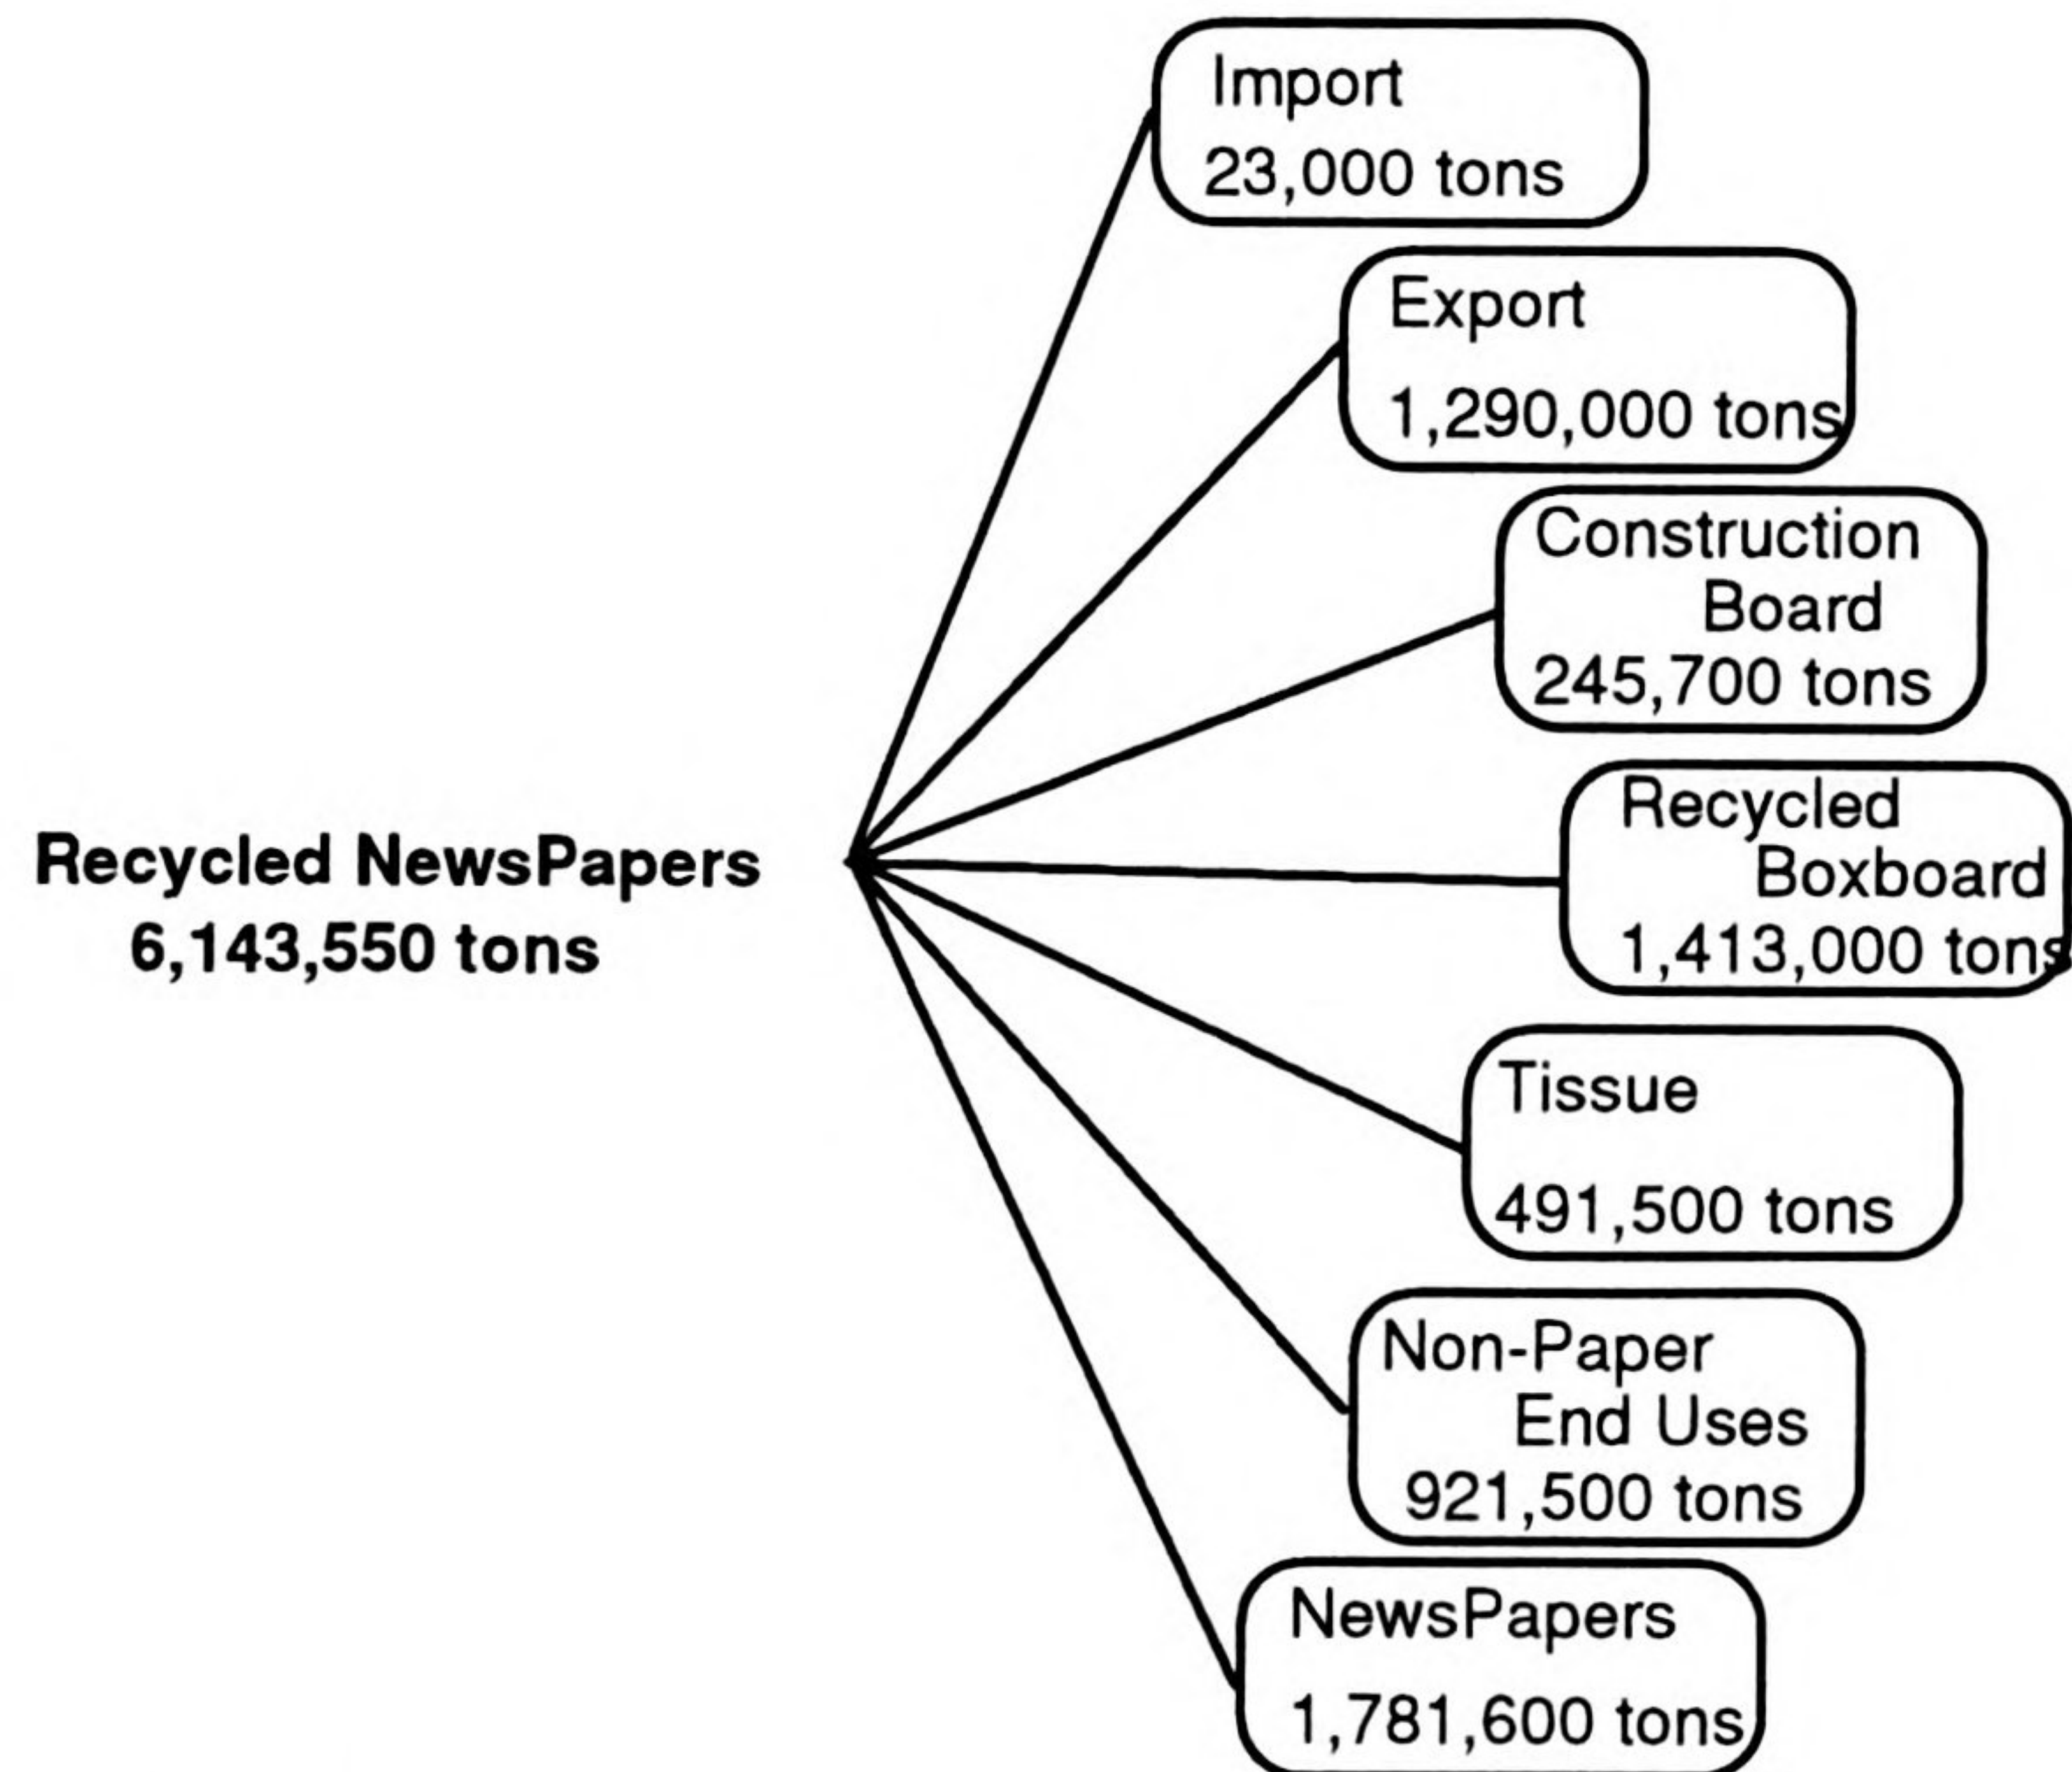 Import
23,000 tons
Export
1,290,000 tons
Construction
Board
245,700 tons
Recycled
Boxboard
1,413,000 tons
Recycled NewsPapers
6,143,550 tons
Tissue
491,500 tons
Non-Paper
End Uses
921,500 tons
NewsPapers
1,781,600 tons